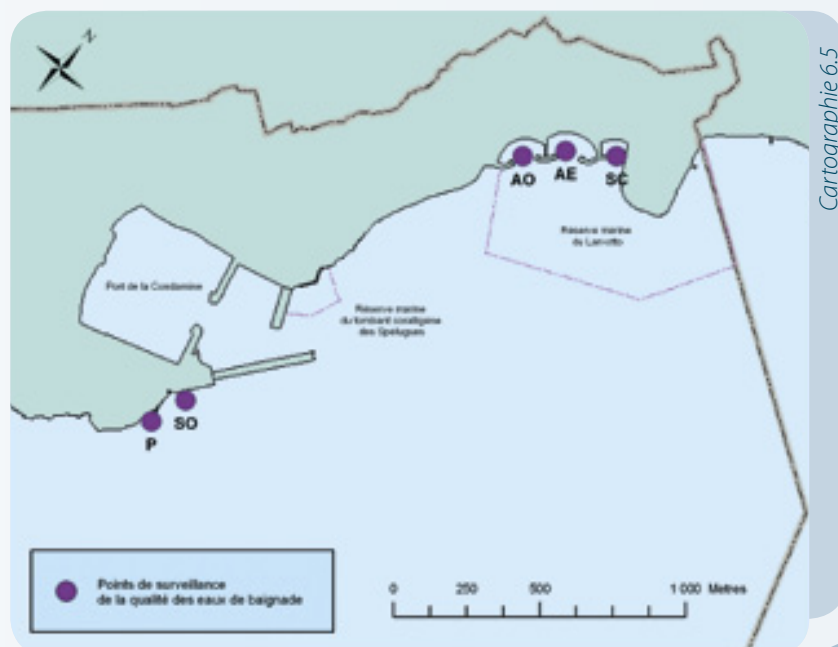 Cartographie 6.5
N
AO
AE
SC
Réserve marine
du Larvotto
Port de la Condamine
Réserve marine
du tombant coralligène
des Spélugues
SO
P
Points de surveillance
de la qualité des eaux de baignade
0 250 500 1 000 Metres